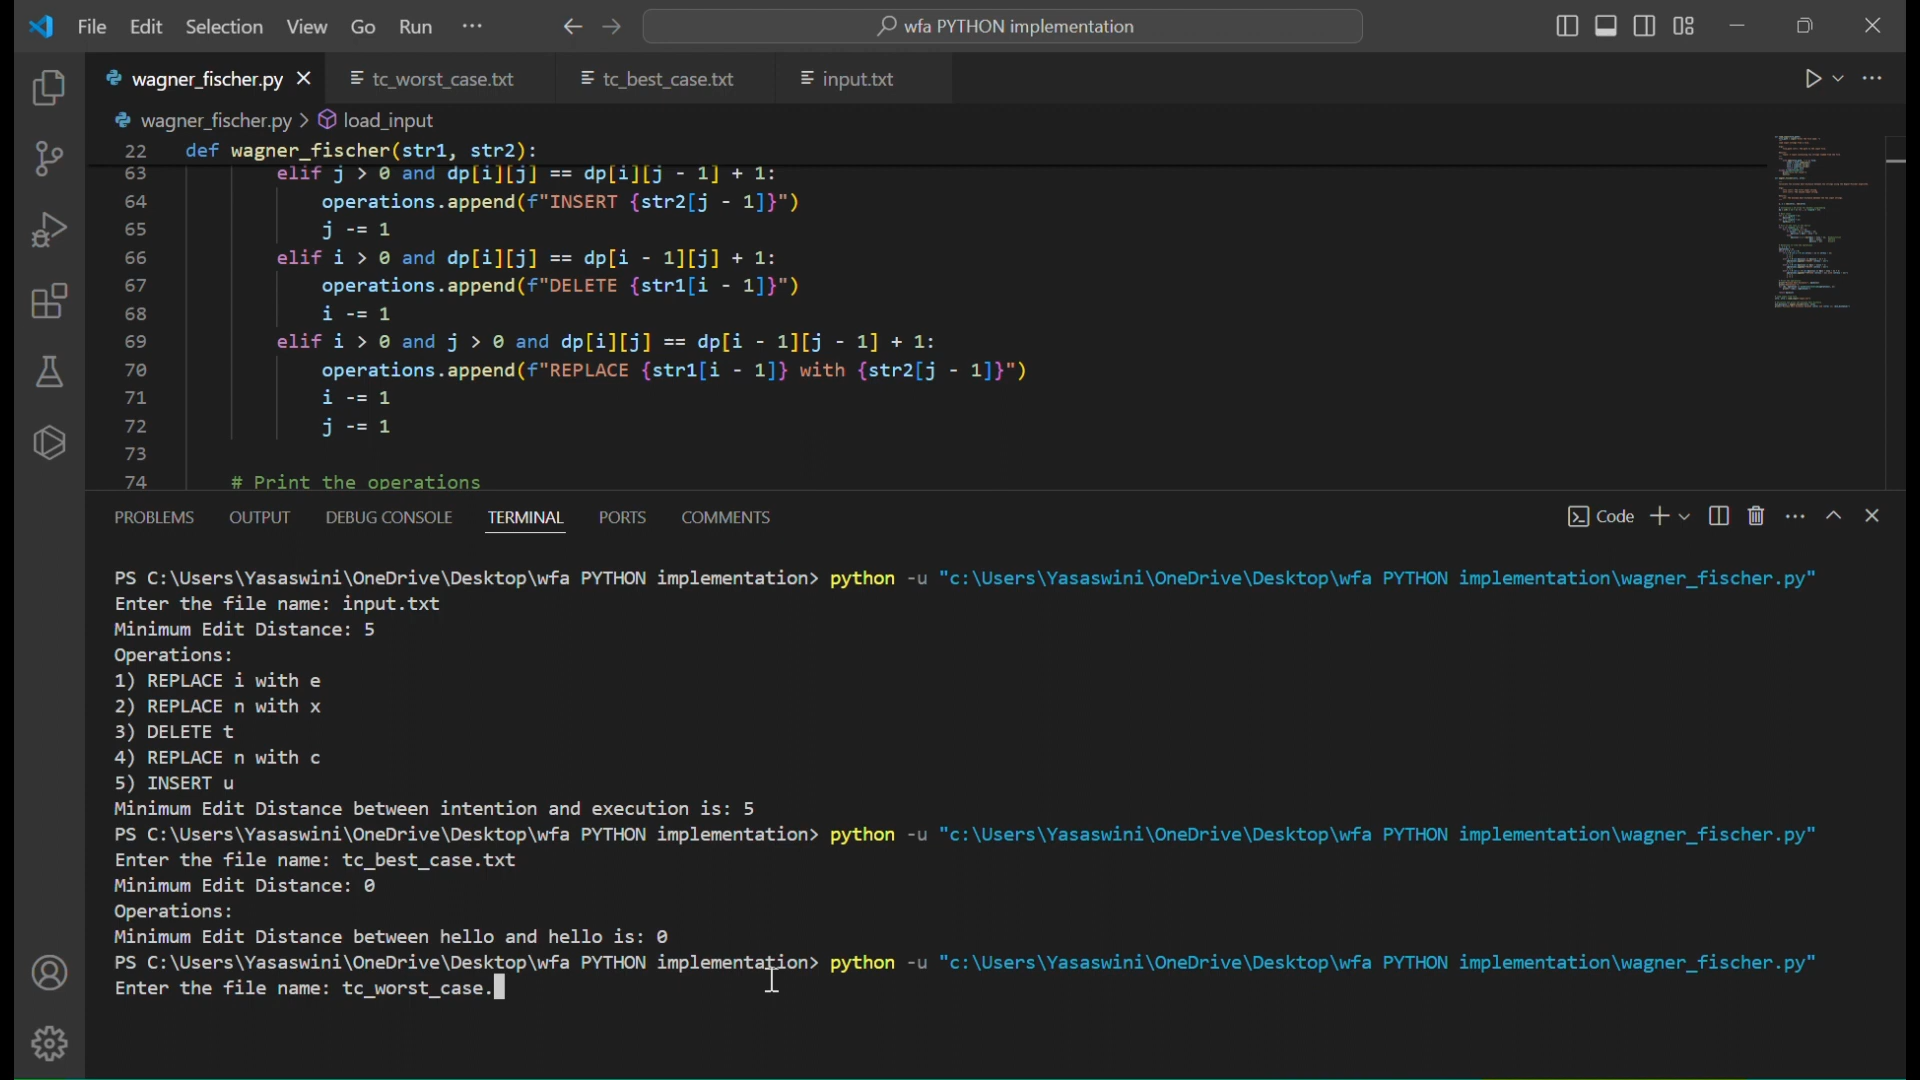 File Edit Selection View Go Run ··· wfa PYTHON implementation
wagner_fischer.py tc_worst_case.txt tc_best_case.txt input.txt
wagner_fischer.py > load_input
22 def wagner_fischer(str1, str2):
63 elif j > 0 and dp[i][j] == dp[i][j - 1] + 1:
64 operations.append(f"INSERT {str2[j - 1]}")
65 j -= 1
66 elif i > 0 and dp[i][j] == dp[i - 1][j] + 1:
67 operations.append(f"DELETE {str1[i - 1]}")
68 i -= 1
69 elif i > 0 and j > 0 and dp[i][j] == dp[i - 1][j - 1] + 1:
70 operations.append(f"REPLACE {str1[i - 1]} with {str2[j - 1]}")
71 i -= 1
72 j -= 1
73
74 # Print the operations
PROBLEMS OUTPUT DEBUG CONSOLE TERMINAL PORTS COMMENTS Code
PS C:\Users\Yasaswini\OneDrive\Desktop\wfa PYTHON implementation> python -u "c:\Users\Yasaswini\OneDrive\Desktop\wfa PYTHON implementation\wagner_fischer.py"
Enter the file name: input.txt
Minimum Edit Distance: 5
Operations:
1) REPLACE i with e
2) REPLACE n with x
3) DELETE t
4) REPLACE n with c
5) INSERT u
Minimum Edit Distance between intention and execution is: 5
PS C:\Users\Yasaswini\OneDrive\Desktop\wfa PYTHON implementation> python -u "c:\Users\Yasaswini\OneDrive\Desktop\wfa PYTHON implementation\wagner_fischer.py"
Enter the file name: tc_best_case.txt
Minimum Edit Distance: 0
Operations:
Minimum Edit Distance between hello and hello is: 0
PS C:\Users\Yasaswini\OneDrive\Desktop\wfa PYTHON implementation> python -u "c:\Users\Yasaswini\OneDrive\Desktop\wfa PYTHON implementation\wagner_fischer.py"
Enter the file name: tc_worst_case.